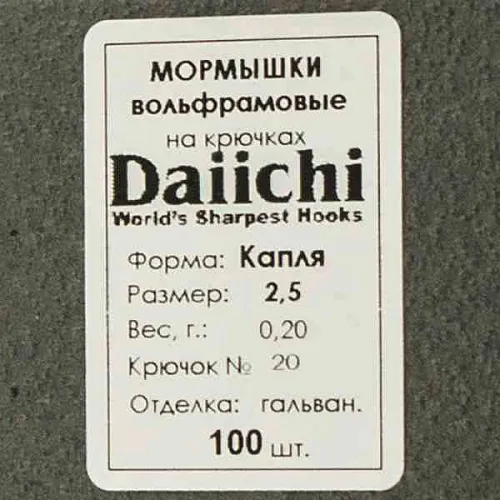 МОРМЫШКИ
вольфрамовые
на крючках
Daiichi
World's Sharpest Hooks
Форма: Капля
Размер: 2,5
Вес, г.: 0,20
Крючок № 20
Отделка: гальван.
100 шт.